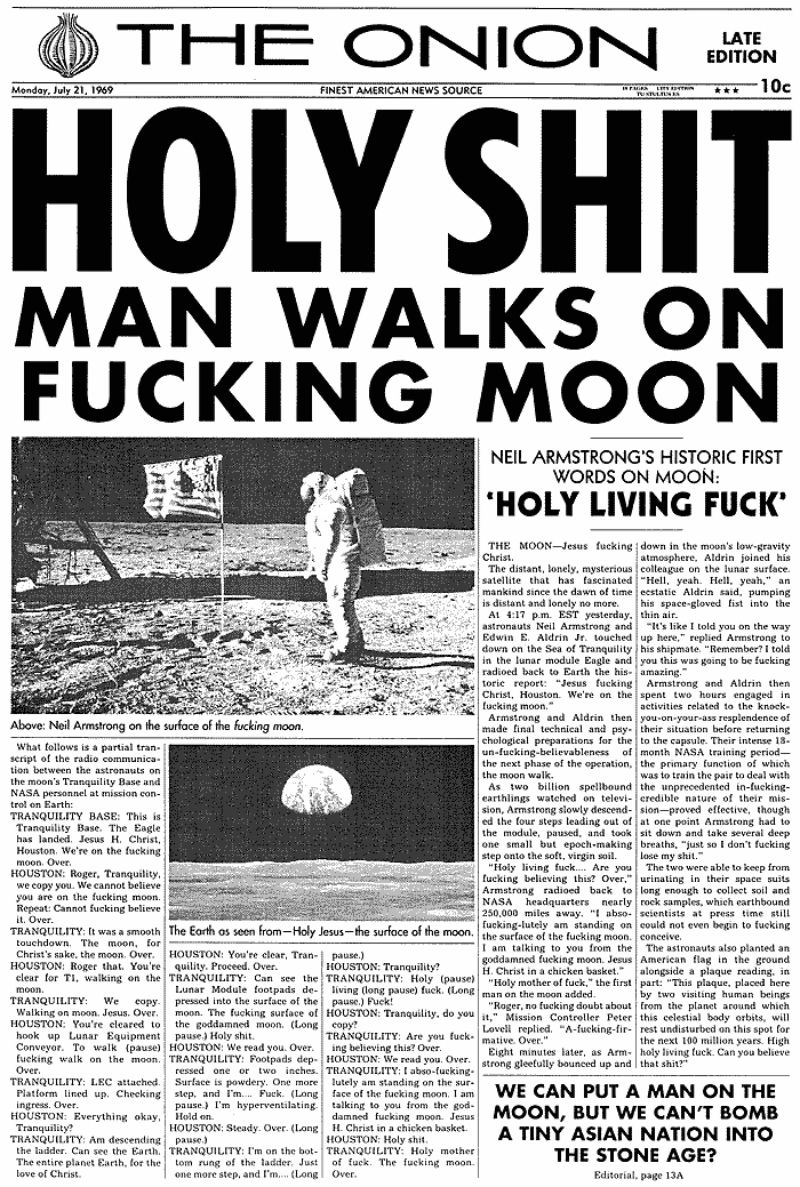 THE ONION
LATE
EDITION
Monday, July 21, 1969
FINEST AMERICAN NEWS SOURCE
★★★ 10c
HOLY SHIT
MAN WALKS ON
FUCKING MOON
Above: Neil Armstrong on the surface of the fucking moon.
What follows is a partial tran-
script of the radio communica-
tion between the astronauts on
the moon's Tranquility Base and
NASA personnel at mission con-
trol on Earth:
TRANQUILITY BASE: This is
Tranquility Base. The Eagle
has landed. Jesus H. Christ,
Houston. We're on the fucking
moon. Over.
HOUSTON: Roger, Tranquility,
we copy you. We cannot believe
you are on the fucking moon.
Repeat: Cannot fucking believe
it. Over.
TRANQUILITY: It was a smooth
touchdown. The moon, for
Christ's sake, the moon. Over.
HOUSTON: Roger that. You're
clear for T1, walking on the
moon.
TRANQUILITY: We copy.
Walking on moon. Jesus. Over.
HOUSTON: You're cleared to
hook up Lunar Equipment
Conveyor. To walk (pause)
fucking walk on the moon.
Over.
TRANQUILITY: LEC attached.
Platform lined up. Checking
ingress. Over.
HOUSTON: Everything okay,
Tranquility?
TRANQUILITY: Am descending
the ladder. Can see the Earth.
The entire planet Earth, for the
love of Christ.
The Earth as seen from—Holy Jesus—the surface of the moon.
HOUSTON: You're clear, Tran-
quility. Proceed. Over.
TRANQUILITY: Can see the
Lunar Module footpads de-
pressed into the surface of the
moon. The fucking surface of
the goddamned moon. (Long
pause.) Holy shit.
HOUSTON: We read you. Over.
TRANQUILITY: Footpads dep-
ressed one or two inches.
Surface is powdery. One more
step, and I'm.... Fuck. (Long
pause.) I'm hyperventilating.
Hold on.
HOUSTON: Steady. Over. (Long
pause.)
TRANQUILITY: I'm on the bot-
tom rung of the ladder. Just
one more step, and I'm.... (Long
pause.)
HOUSTON: Tranquility?
TRANQUILITY: Holy (pause)
living (long pause) fuck. (Long
pause.) Fuck!
HOUSTON: Tranquility, do you
copy?
TRANQUILITY: Are you fuck-
ing believing this? Over.
HOUSTON: We read you. Over.
TRANQUILITY: I abso-fucking-
lutely am standing on the sur-
face of the fucking moon. I am
talking to you from the god-
damned fucking moon. Jesus
H. Christ in a chicken basket.
HOUSTON: Holy shit.
TRANQUILITY: Holy mother
of fuck. The fucking moon.
Over.
NEIL ARMSTRONG'S HISTORIC FIRST
WORDS ON MOON:
'HOLY LIVING FUCK'
THE MOON—Jesus fucking
Christ.
The distant, lonely, mysterious
satellite that has fascinated
mankind since the dawn of time
is distant and lonely no more.
At 4:17 p.m. EST yesterday,
astronauts Neil Armstrong and
Edwin E. Aldrin Jr. touched
down on the Sea of Tranquility
in the lunar module Eagle and
radioed back to Earth the his-
toric report: "Jesus fucking
Christ, Houston. We're on the
fucking moon."
Armstrong and Aldrin then
made final technical and psy-
chological preparations for the
un-fucking-believableness of
the next phase of the operation,
the moon walk.
As two billion spellbound
earthlings watched on televi-
sion, Armstrong slowly descend-
ed the four steps leading out of
the module, paused, and took
one small but epoch-making
step onto the soft, virgin soil.
"Holy living fuck.... Are you
fucking believing this? Over,"
Armstrong radioed back to
NASA headquarters nearly
250,000 miles away. "I abso-
fucking-lutely am standing on
the surface of the fucking moon.
I am talking to you from the
goddamned fucking moon. Jesus
H. Christ in a chicken basket."
"Holy mother of fuck," the first
man on the moon added.
"Roger, no fucking doubt about
it," Mission Controller Peter
Lovell replied. "A-fucking-fir-
mative. Over."
Eight minutes later, as Arm-
strong gleefully bounced up and
down in the moon's low-gravity
atmosphere, Aldrin joined his
colleague on the lunar surface.
"Hell, yeah. Hell, yeah," an
ecstatic Aldrin said, pumping
his space-gloved fist into the
thin air.
"It's like I told you on the way
up here," replied Armstrong to
his shipmate. "Remember? I told
you this was going to be fucking
amazing."
Armstrong and Aldrin then
spent two hours engaged in
activities related to the knock-
you-on-your-ass resplendence of
their situation before returning
to the capsule. Their intense 18-
month NASA training period—
the primary function of which
was to train the pair to deal with
the unprecedented in-fucking-
credible nature of their mis-
sion—proved effective, though
at one point Armstrong had to
sit down and take several deep
breaths, "just so I don't fucking
lose my shit."
The two were able to keep from
urinating in their space suits
long enough to collect soil and
rock samples, which earthbound
scientists at press time still
could not even begin to fucking
conceive.
The astronauts also planted an
American flag in the ground
alongside a plaque reading, in
part: "This plaque, placed here
by two visiting human beings
from the planet around which
this celestial body orbits, will
rest undisturbed on this spot for
the next 100 million years. High
holy living fuck. Can you believe
that shit?"
WE CAN PUT A MAN ON THE
MOON, BUT WE CAN'T BOMB
A TINY ASIAN NATION INTO
THE STONE AGE?
Editorial, page 13A